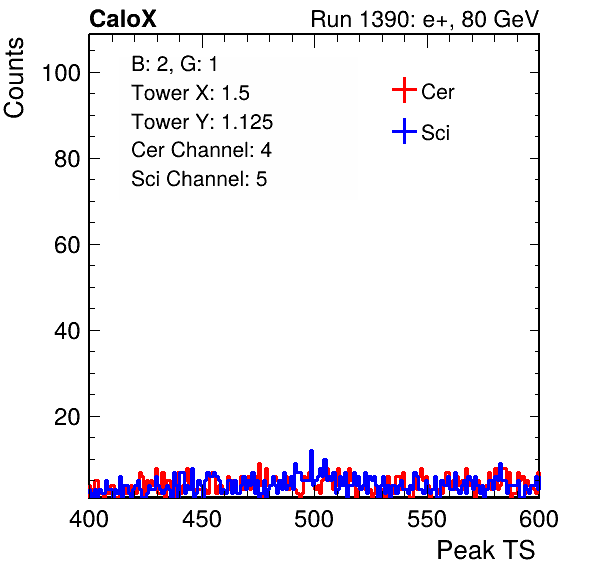 CaloX Run 1390: e+, 80 GeV
Counts
B: 2, G: 1
Tower X: 1.5
Tower Y: 1.125
Cer Channel: 4
Sci Channel: 5
Cer
Sci
100
80
60
40
20
400 450 500 550 600
Peak TS